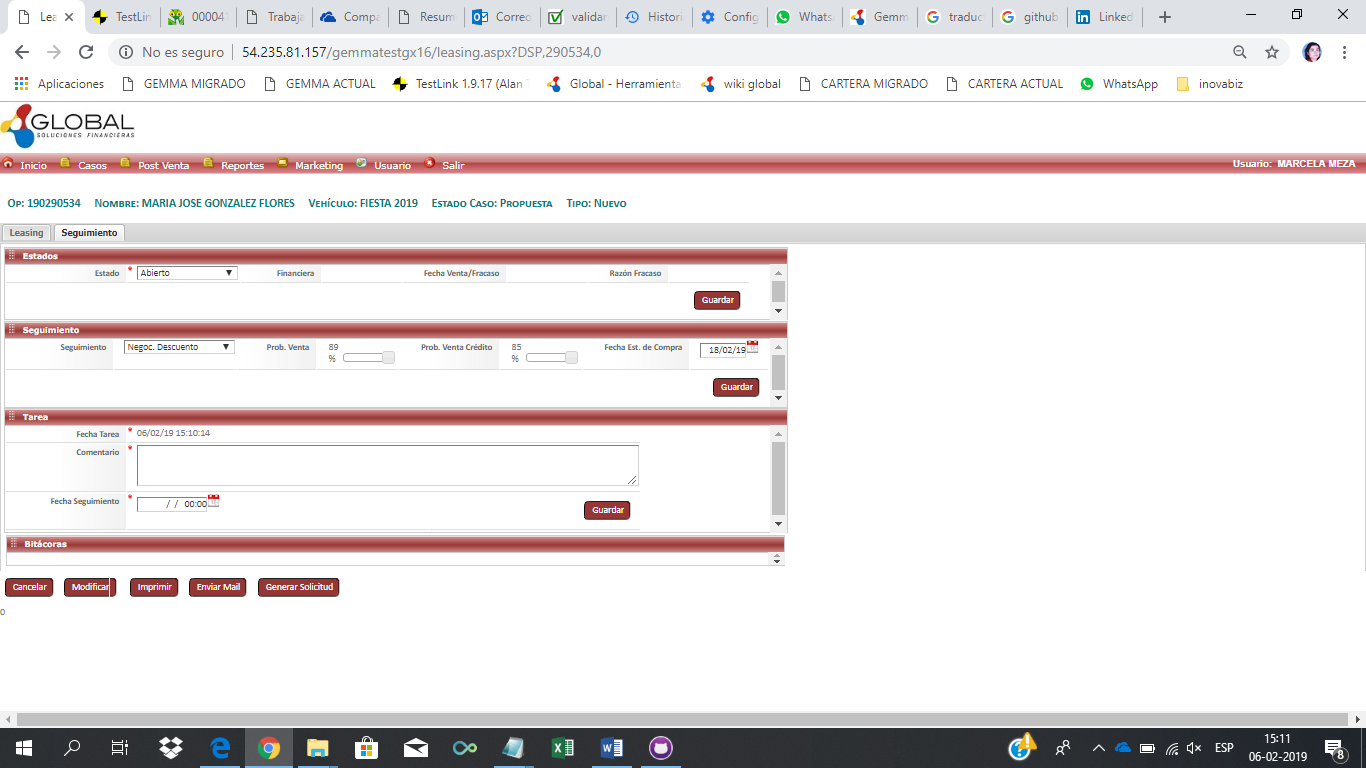 Lea TestLin 00004 Trabaja Compa Resum Correo validar Histori Config Whats Gemm traduc github Linked
No es seguro 54.235.81.157/gemmatestgx16/leasing.aspx?DSP,290534,0
Aplicaciones GEMMA MIGRADO GEMMA ACTUAL TestLink 1.9.17 (Alan Global - Herramienta wiki global CARTERA MIGRADO CARTERA ACTUAL WhatsApp inovabiz
GLOBAL
SOLUCIONES FINANCIERAS
Inicio Casos Post Venta Reportes Marketing Usuario Salir Usuario: MARCELA MEZA
Op: 190290534 Nombre: MARIA JOSE GONZALEZ FLORES Vehículo: FIESTA 2019 Estado Caso: Propuesta Tipo: Nuevo
Leasing Seguimiento
Estados
Estado * Abierto Financiera Fecha Venta/Fracaso Razón Fracaso
Guardar
Seguimiento
Seguimiento Negoc. Descuento Prob. Venta 89 % Prob. Venta Crédito 85 % Fecha Est. de Compra 18/02/19
Guardar
Tarea
Fecha Tarea * 06/02/19 15:10:14
Comentario *
Fecha Seguimiento * / / 00:00
Guardar
Bitácoras
Cancelar Modificar Imprimir Enviar Mail Generar Solicitud
0
ESP 15:11
06-02-2019 8